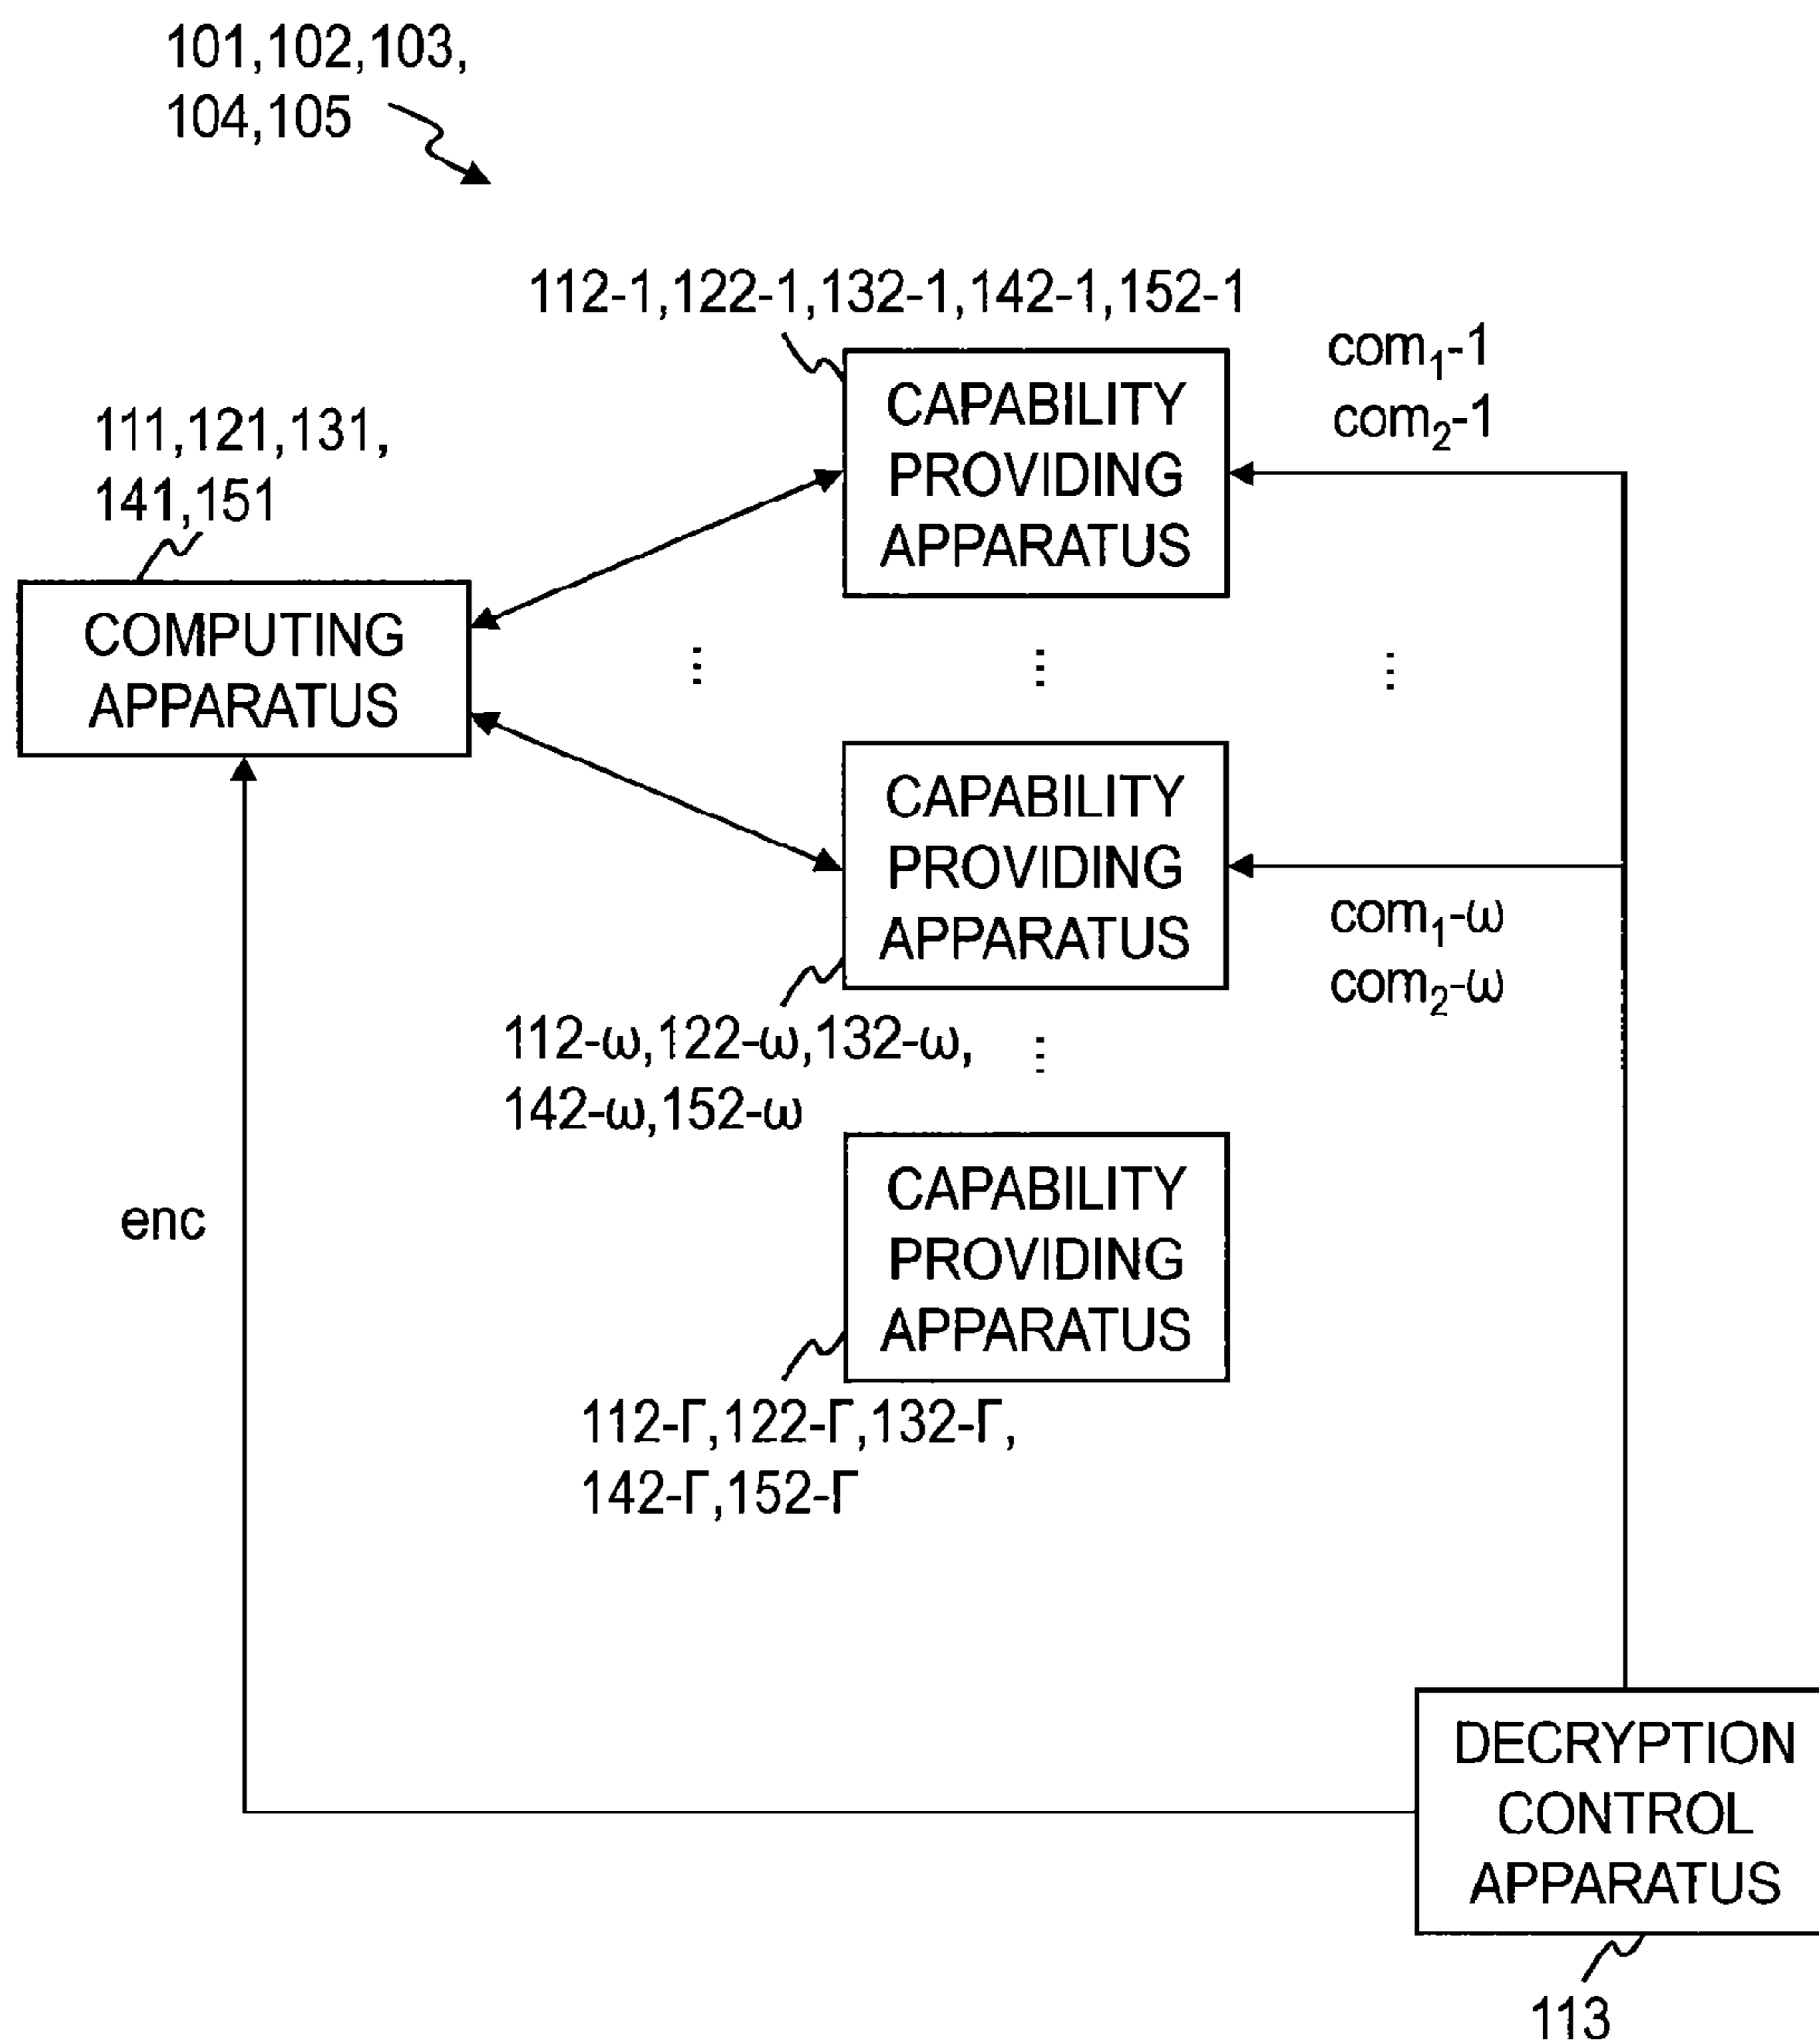 101,102,103,
104,105
112-1,122-1,132-1,142-1,152-1
com₁-1
com₂-1
CAPABILITY
PROVIDING
APPARATUS
111,121,131,
141,151
COMPUTING
APPARATUS
CAPABILITY
PROVIDING
APPARATUS
com₁-ω
com₂-ω
112-ω,122-ω,132-ω,
142-ω,152-ω
CAPABILITY
PROVIDING
APPARATUS
enc
112-Γ,122-Γ,132-Γ,
142-Γ,152-Γ
DECRYPTION
CONTROL
APPARATUS
113